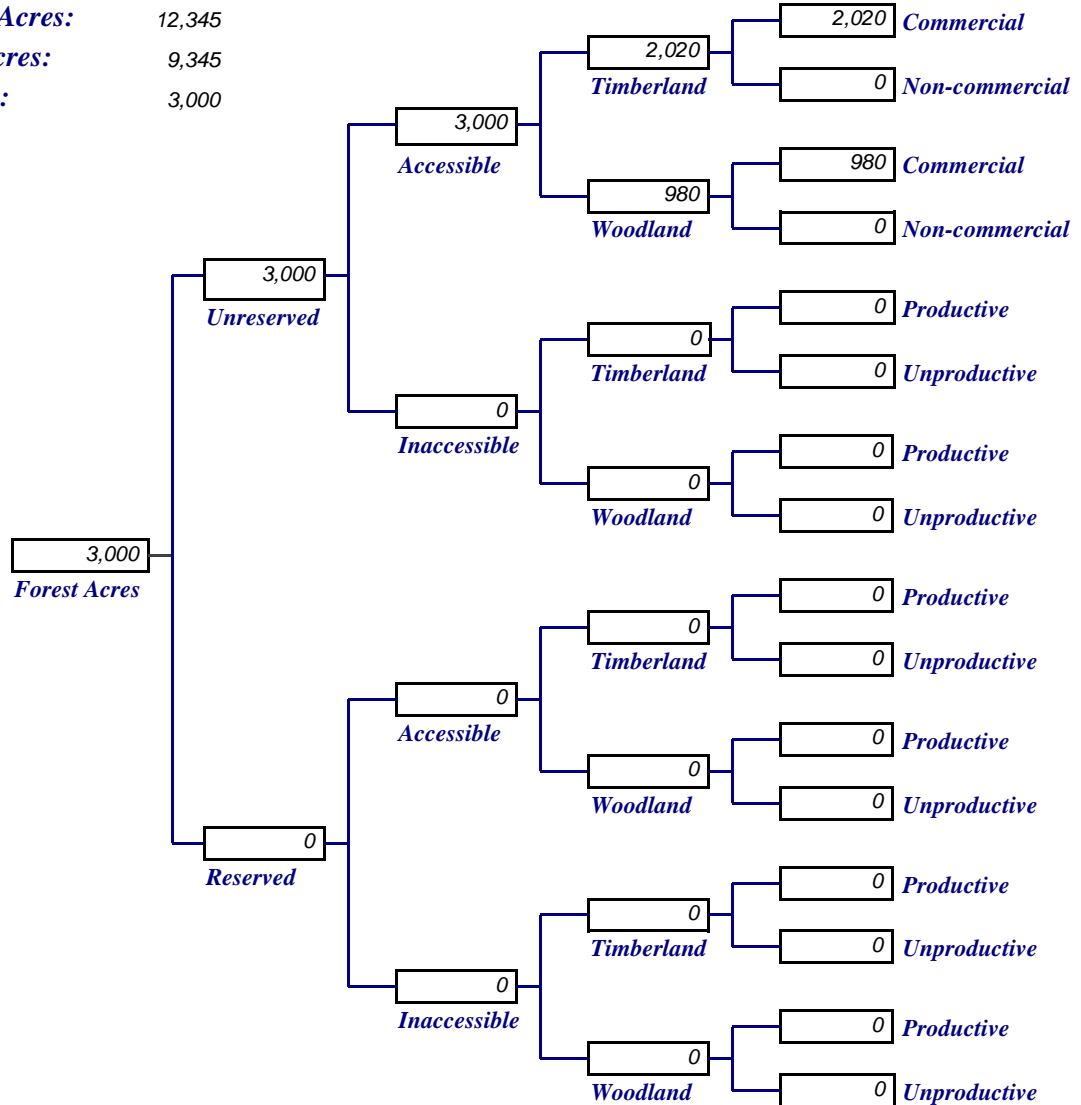 Acres: 12,345
cres: 9,345
: 3,000
2,020 Commercial
2,020
Timberland
0 Non-commercial
3,000
Accessible
980 Commercial
980
Woodland
0 Non-commercial
3,000
Unreserved
0 Productive
0
Timberland
0 Unproductive
0
Inaccessible
0 Productive
0
Woodland
0 Unproductive
3,000
Forest Acres
0 Productive
0
Timberland
0 Unproductive
0
Accessible
0 Productive
0
Woodland
0 Unproductive
0
Reserved
0 Productive
0
Timberland
0 Unproductive
0
Inaccessible
0 Productive
0
Woodland
0 Unproductive